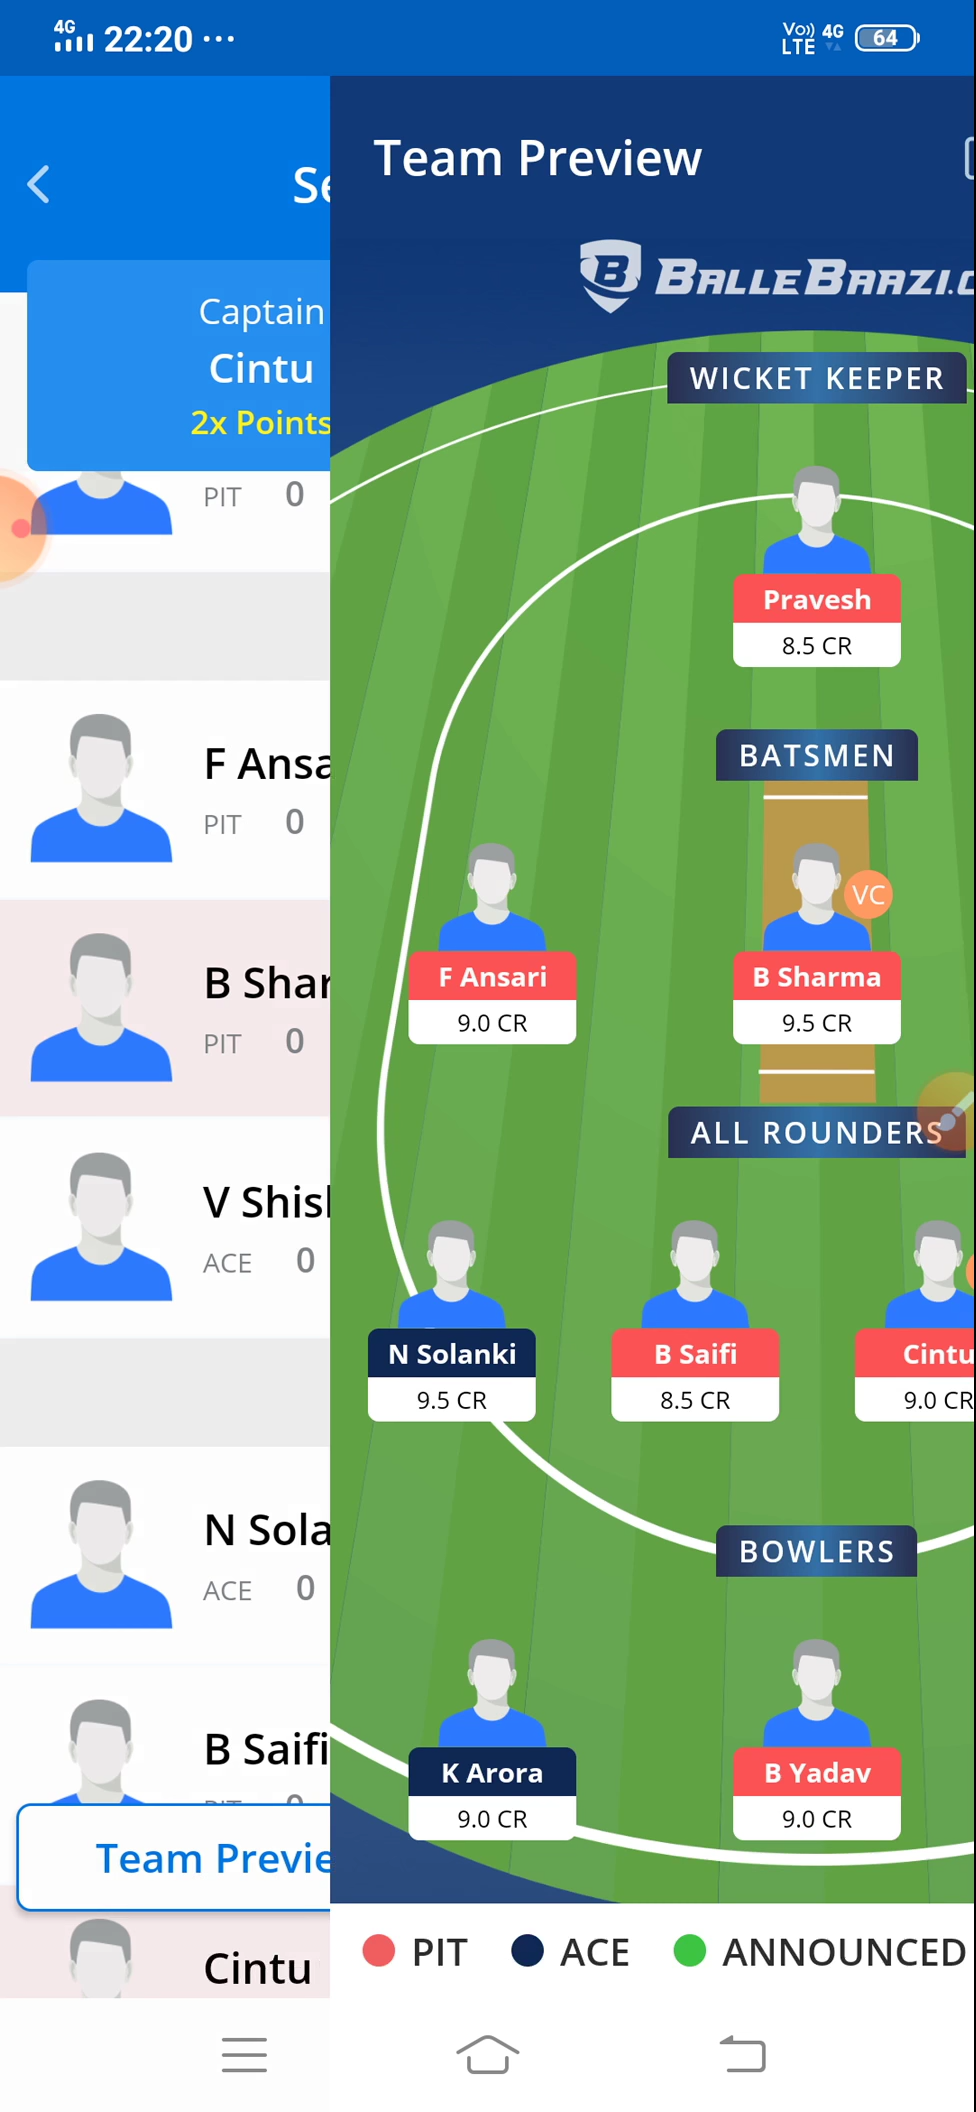 4G 22:20 ...
Vo)) LTE 4G 64
Team Preview
BALLEBAAZI.C
Captain
Cintu
2x Points
PIT 0
F Ansa
PIT 0
B Shar
PIT 0
V Shis
ACE 0
N Sola
ACE 0
B Saifi
Team Previe
Cintu
WICKET KEEPER
Pravesh
8.5 CR
BATSMEN
F Ansari
9.0 CR
VC
B Sharma
9.5 CR
ALL ROUNDERS
N Solanki
9.5 CR
B Saifi
8.5 CR
Cintu
9.0 CR
BOWLERS
K Arora
9.0 CR
B Yadav
9.0 CR
PIT ACE ANNOUNCED